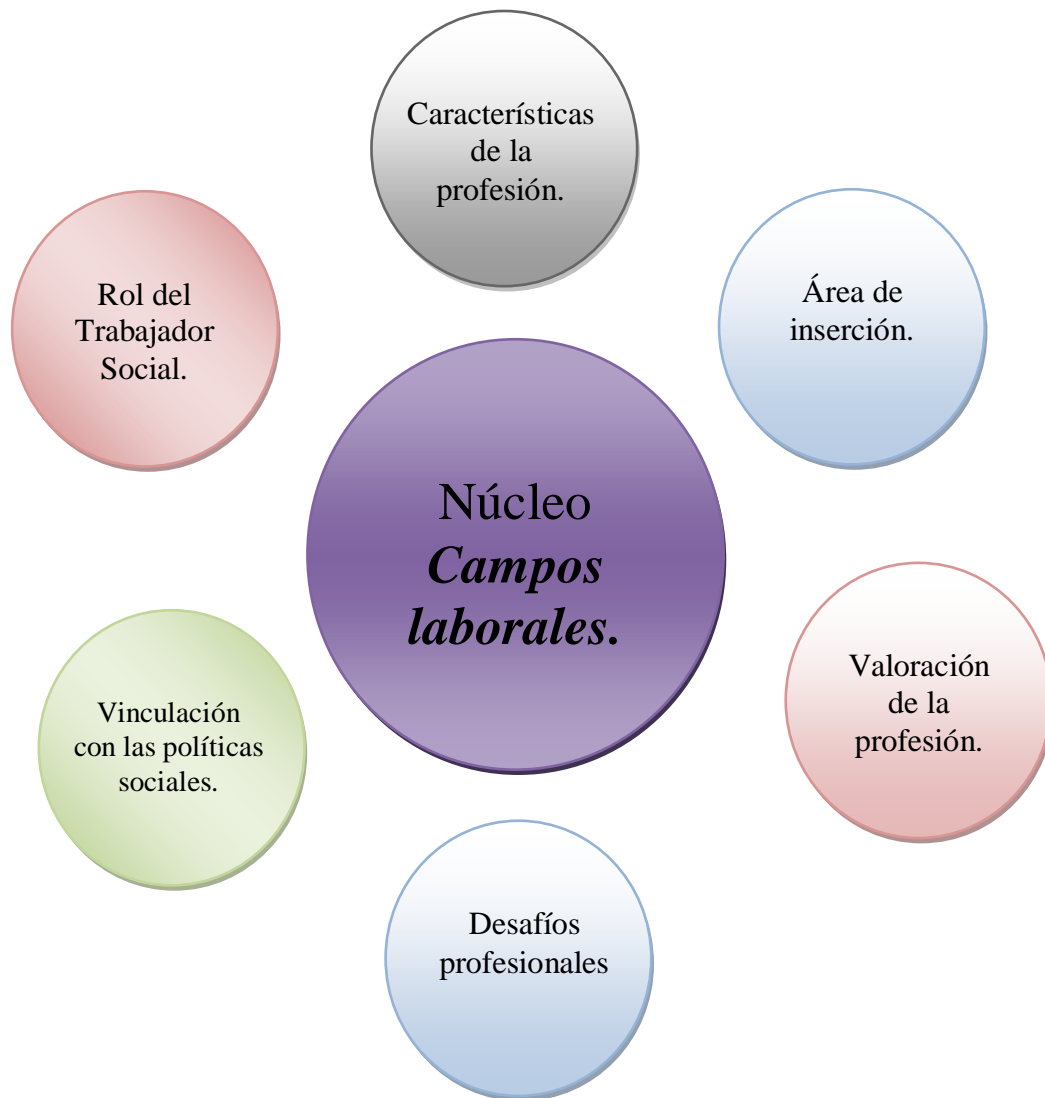 Características
de la
profesión.
Rol del
Trabajador
Social.
Área de
inserción.
Núcleo
Campos
laborales.
Vinculación
con las políticas
sociales.
Valoración
de la
profesión.
Desafíos
profesionales